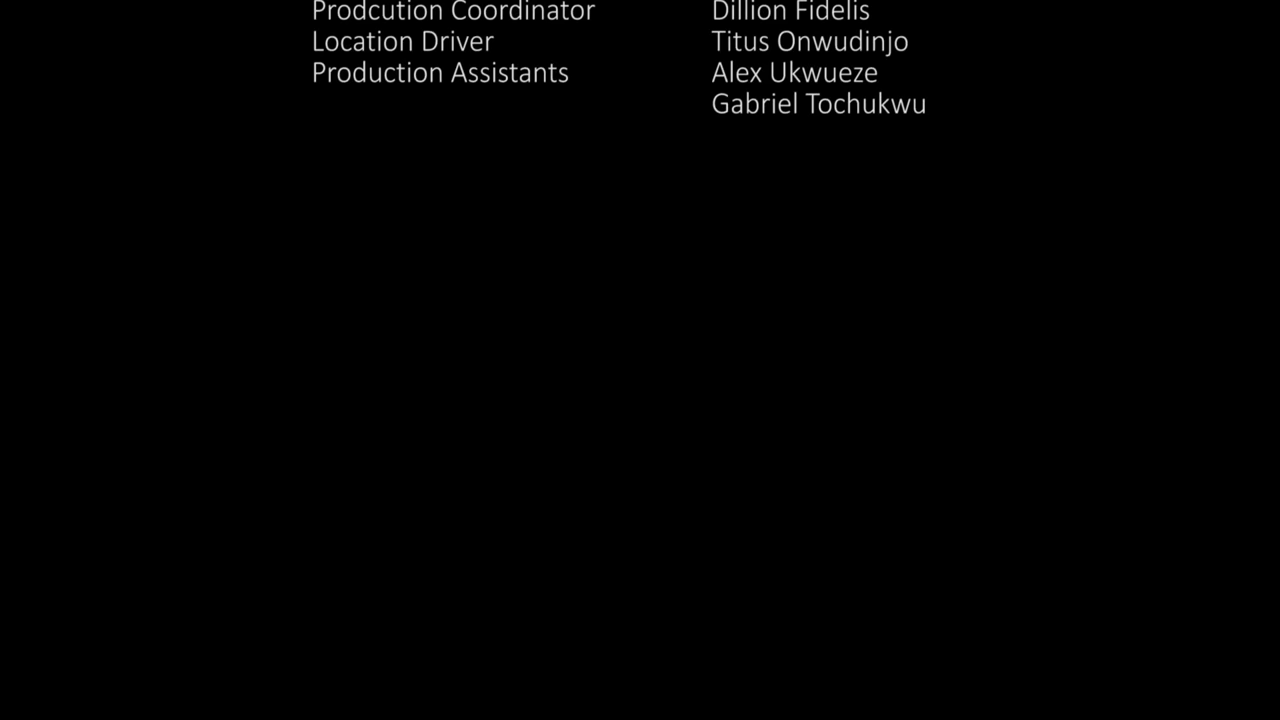 Prodcution Coordinator Dillion Fidelis
Location Driver Titus Onwudinjo
Production Assistants Alex Ukwueze
Gabriel Tochukwu